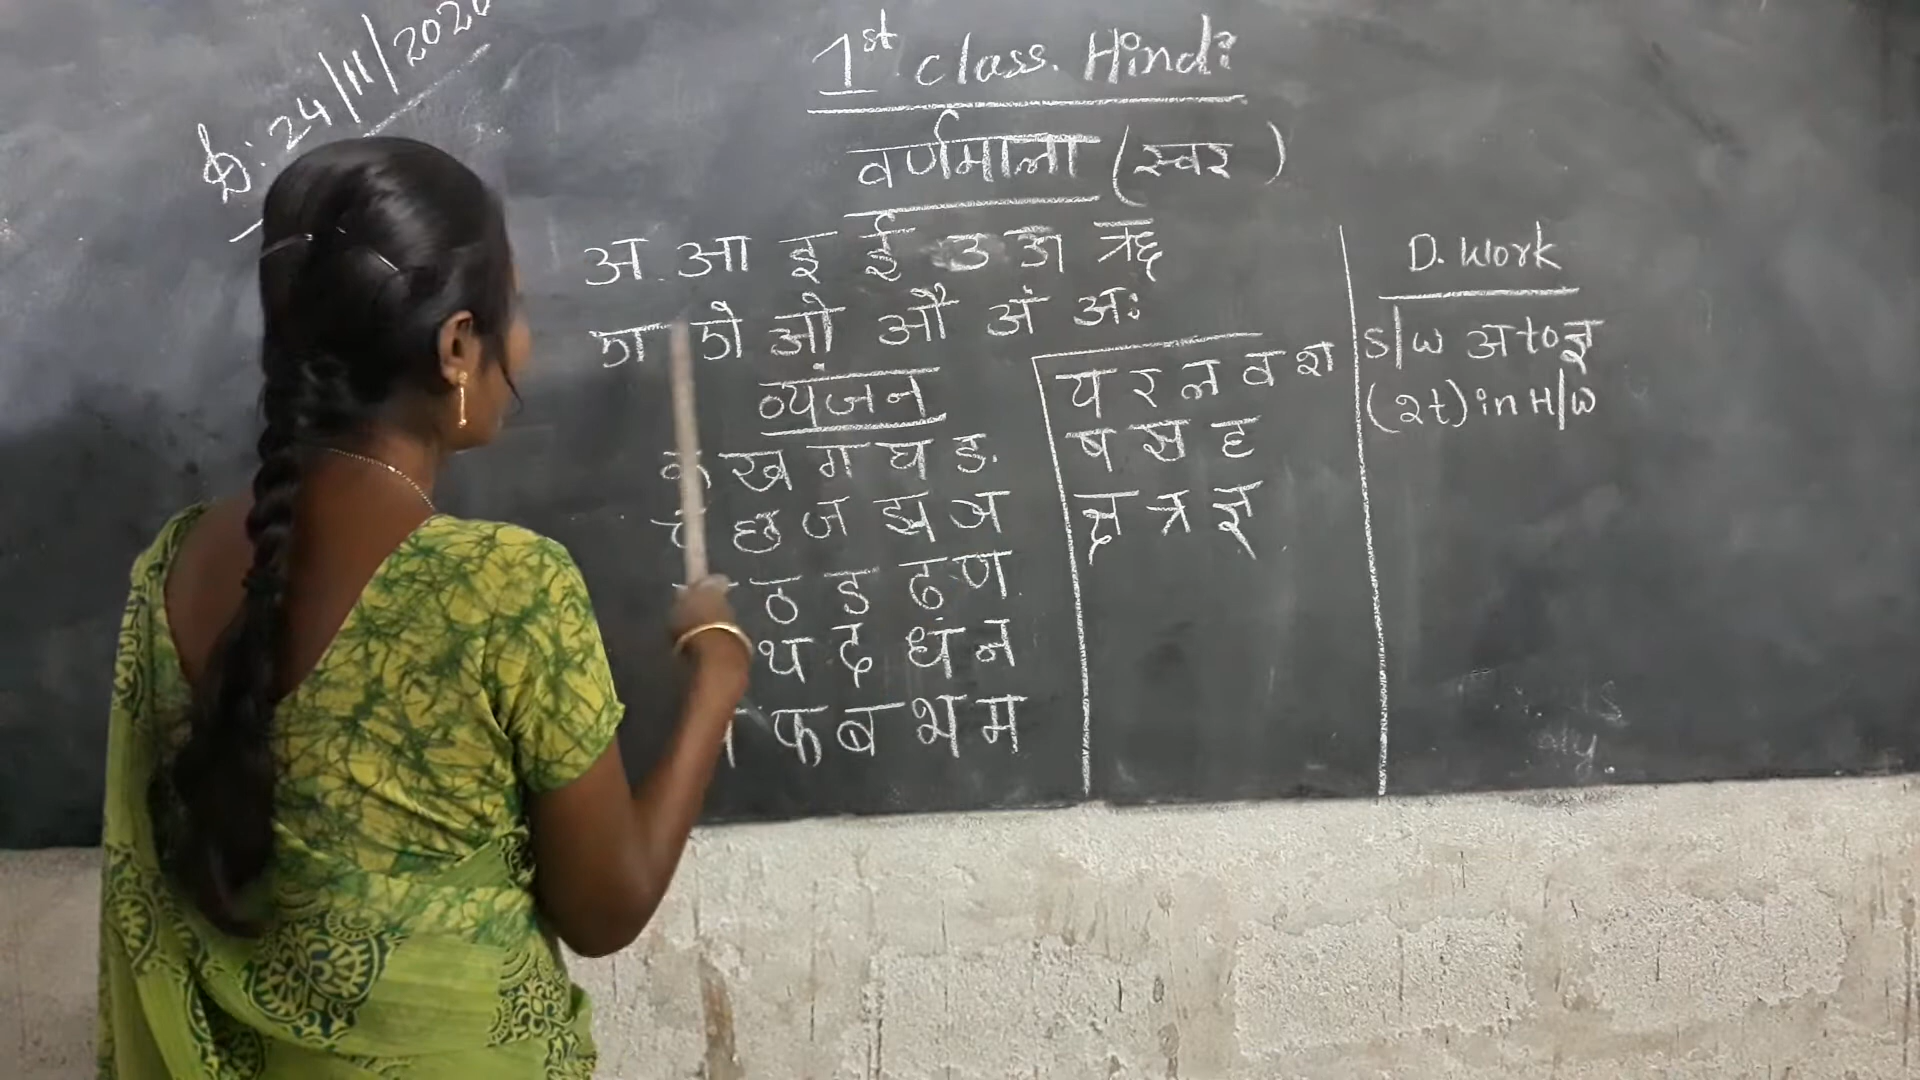 D: 24/11/2020
1st class. Hindi
वर्णमाला (स्वर)
अ आ इ ई उ ऊ ऋ
ए ऐ ओ औ अं अः
व्यंजन
क ख ग घ ङ
च छ ज झ ञ
ठ ड ढ ण
थ द ध न
फ ब भ म
य र ल व श
ष स ह
क्ष त्र ज्ञ
D. Work
S/W अ to ज्ञ
(2t) in H/W